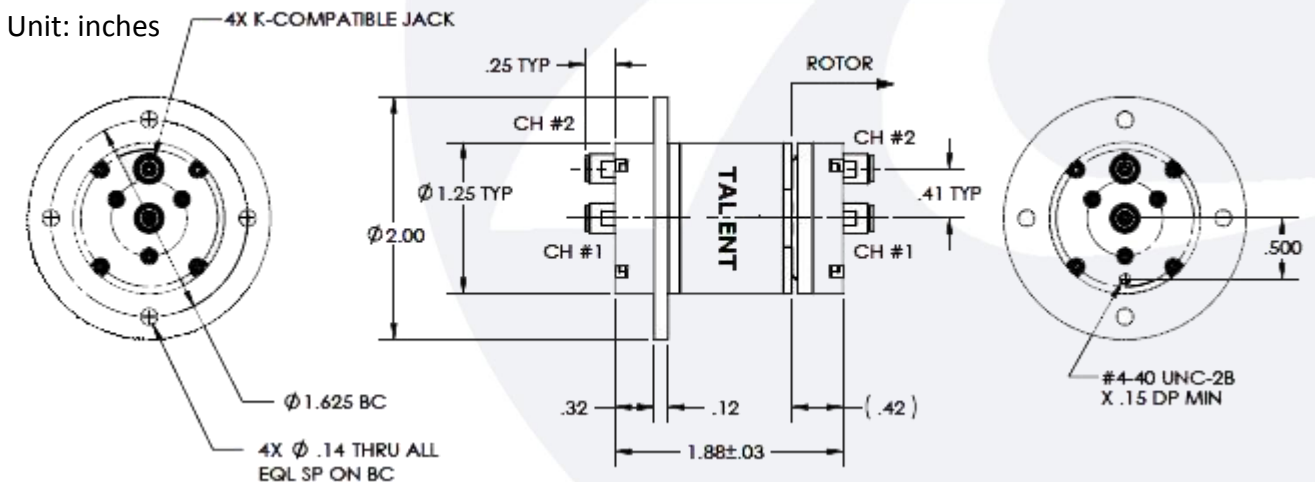 Unit: inches
4X K-COMPATIBLE JACK
.25 TYP
ROTOR
CH #2
CH #2
Ø1.25 TYP
TALENT
.41 TYP
Ø2.00
CH #1
CH #1
.500
#4-40 UNC-2B
X .15 DP MIN
Ø1.625 BC
.32
.12
(.42)
1.88±.03
4X Ø .14 THRU ALL
EQL SP ON BC